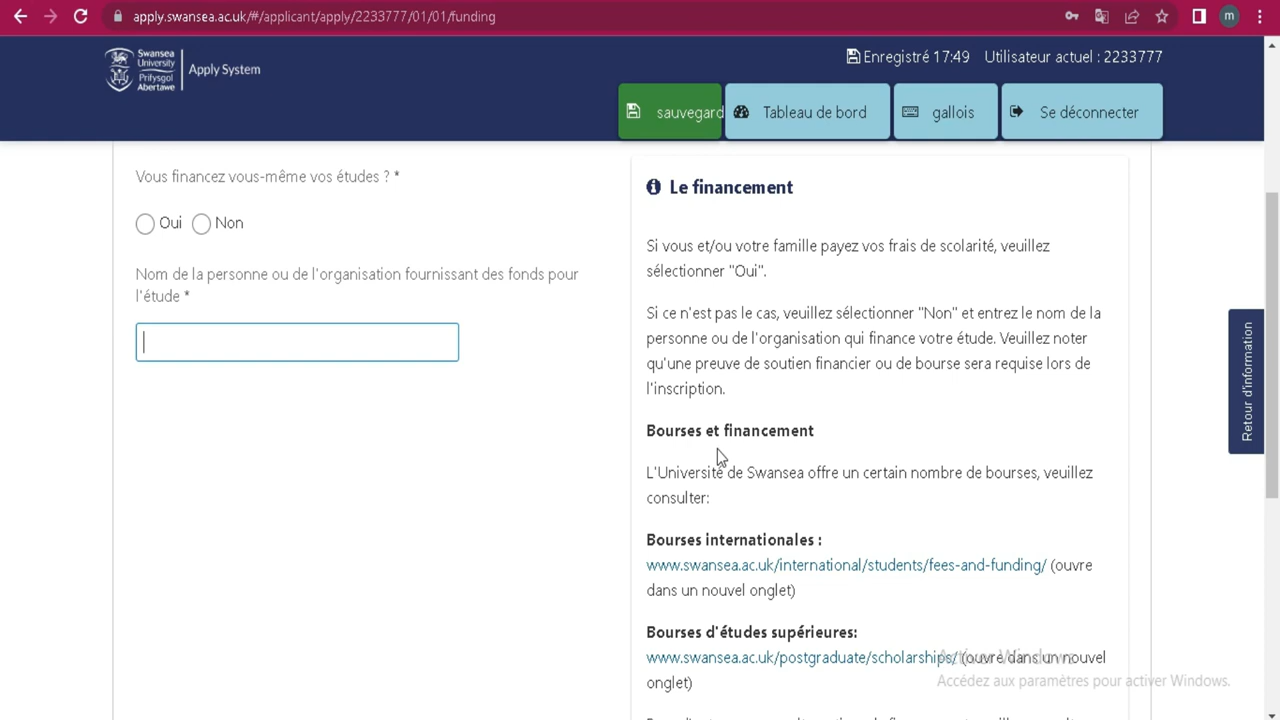 apply.swansea.ac.uk/#/applicant/apply/2233777/01/01/funding
m
Swansea
University
Prifysgol
Abertawe
Apply System
Enregistré 17:49
Utilisateur actuel : 2233777
sauvegard
Tableau de bord
gallois
Se déconnecter
Vous financez vous-même vos études ? *
Oui
Non
Nom de la personne ou de l'organisation fournissant des fonds pour
l'étude *
Le financement
Si vous et/ou votre famille payez vos frais de scolarité, veuillez
sélectionner "Oui".
Si ce n'est pas le cas, veuillez sélectionner "Non" et entrez le nom de la
personne ou de l'organisation qui finance votre étude. Veuillez noter
qu'une preuve de soutien financier ou de bourse sera requise lors de
l'inscription.
Bourses et financement
L'Université de Swansea offre un certain nombre de bourses, veuillez
consulter:
Bourses internationales :
www.swansea.ac.uk/international/students/fees-and-funding/ (ouvre
dans un nouvel onglet)
Bourses d'études supérieures:
www.swansea.ac.uk/postgraduate/scholarships/ (ouvre dans un nouvel
onglet)
Retour d'information
Activer Windows
Accédez aux paramètres pour activer Windows.